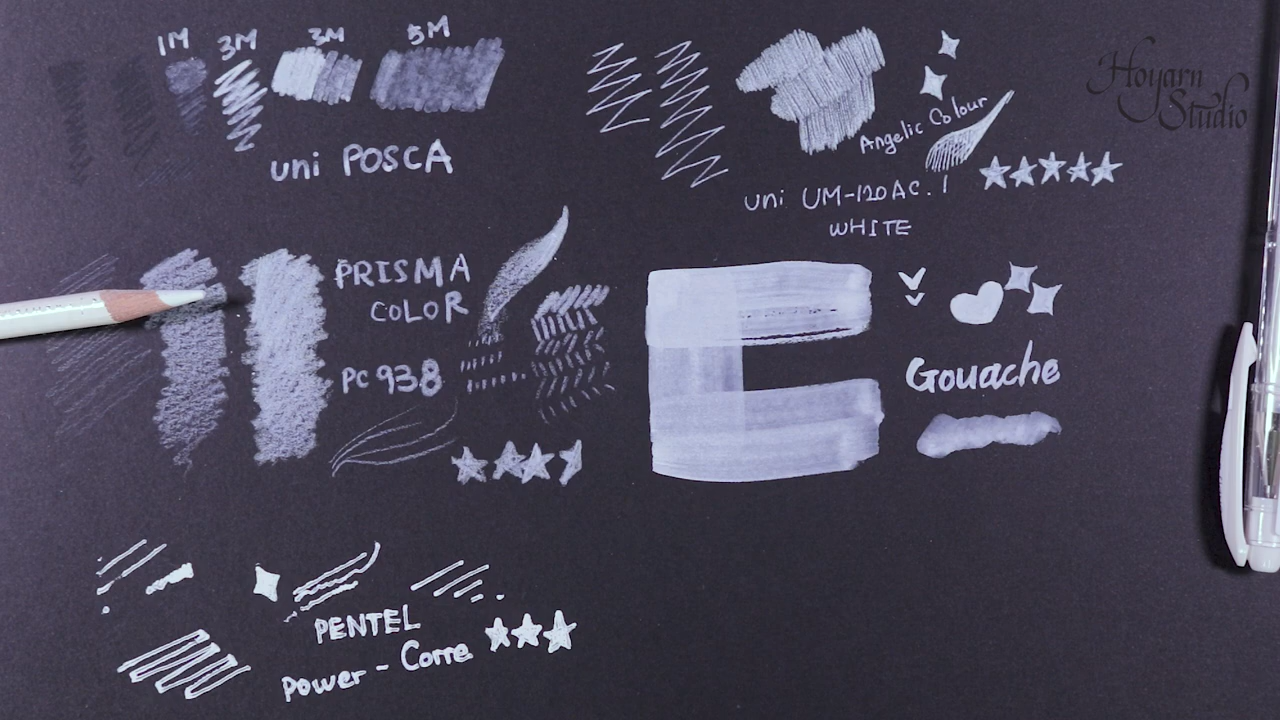 1M 3M 3M 5M
uni POSCA
Angelic Colour
uni UM-120AC.1
WHITE
Hoyarn
Studio
PRISMA
COLOR
PC 938
Gouache
PENTEL
Power-Corre